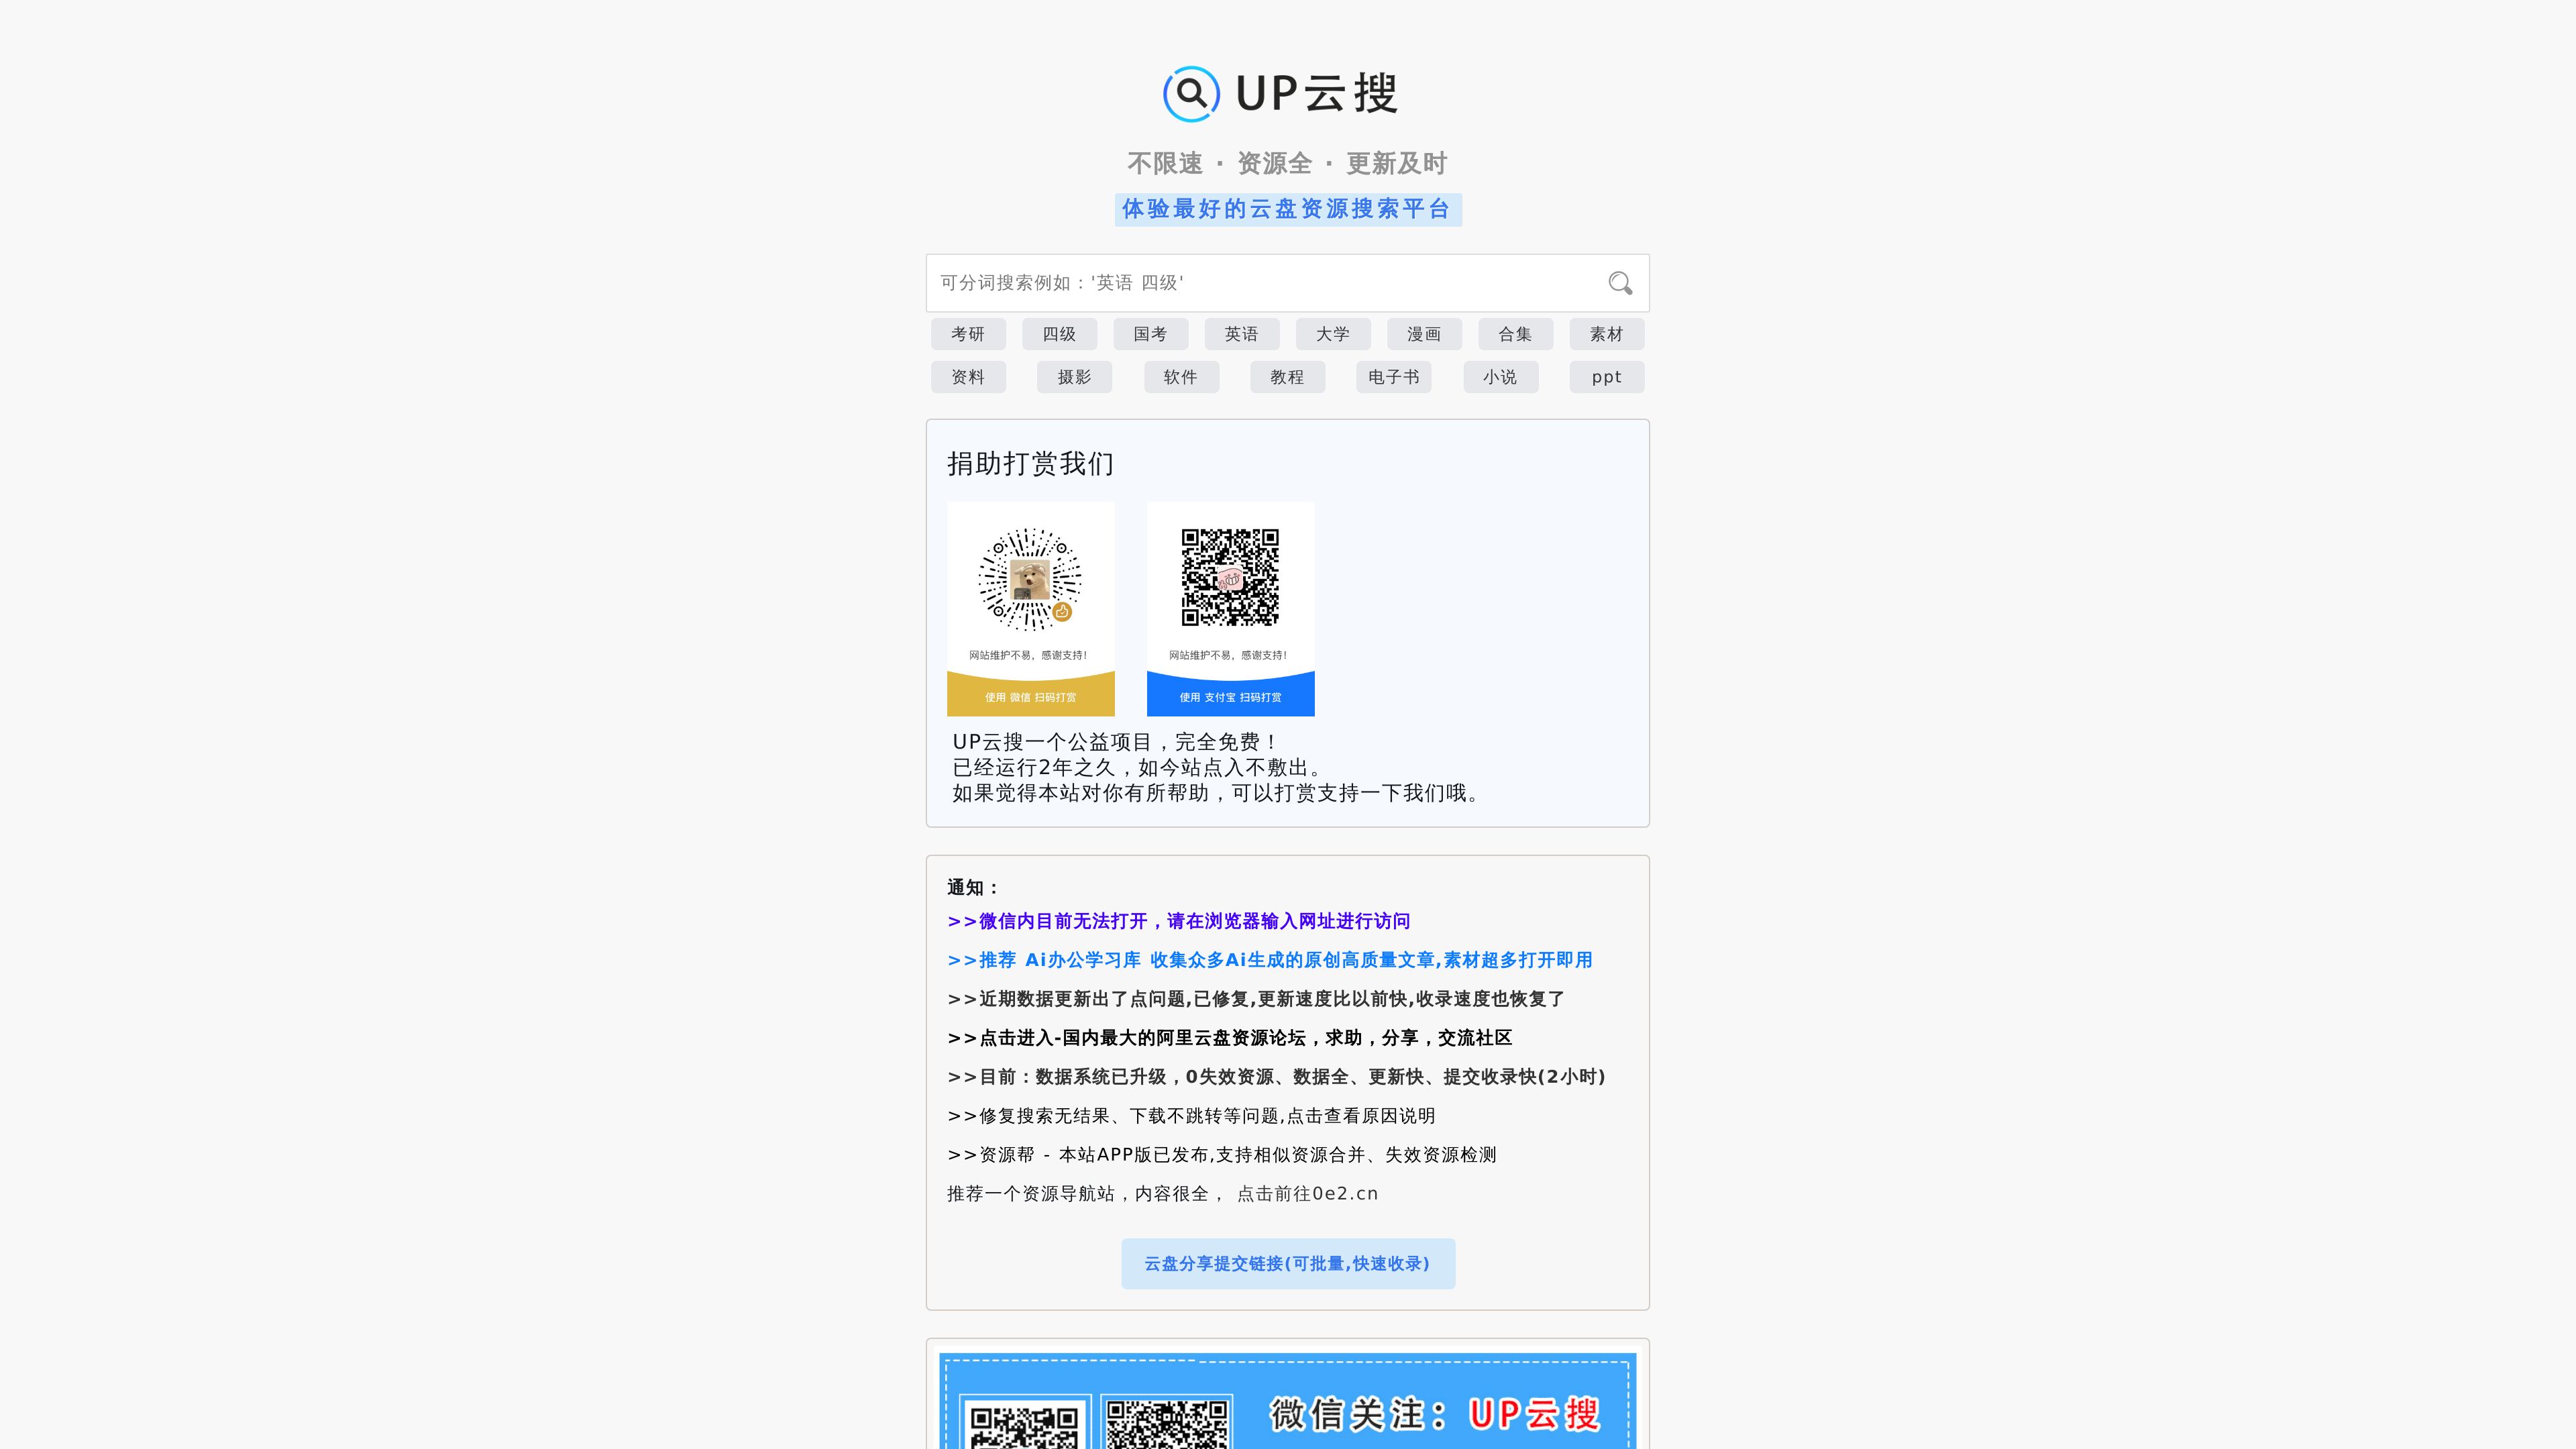 UP云搜
不限速 · 资源全 · 更新及时
体验最好的云盘资源搜索平台
可分词搜索例如：'英语 四级'
考研 四级 国考 英语 大学 漫画 合集 素材
资料 摄影 软件 教程 电子书 小说 ppt
捐助打赏我们
网站维护不易，感谢支持！ 网站维护不易，感谢支持！
使用 微信 扫码打赏 使用 支付宝 扫码打赏
UP云搜一个公益项目，完全免费！
已经运行2年之久，如今站点入不敷出。
如果觉得本站对你有所帮助，可以打赏支持一下我们哦。
通知：
>>微信内目前无法打开，请在浏览器输入网址进行访问
>>推荐 Ai办公学习库 收集众多Ai生成的原创高质量文章,素材超多打开即用
>>近期数据更新出了点问题,已修复,更新速度比以前快,收录速度也恢复了
>>点击进入-国内最大的阿里云盘资源论坛，求助，分享，交流社区
>>目前：数据系统已升级，0失效资源、数据全、更新快、提交收录快(2小时)
>>修复搜索无结果、下载不跳转等问题,点击查看原因说明
>>资源帮 - 本站APP版已发布,支持相似资源合并、失效资源检测
推荐一个资源导航站，内容很全， 点击前往0e2.cn
云盘分享提交链接(可批量,快速收录)
微信关注：UP云搜